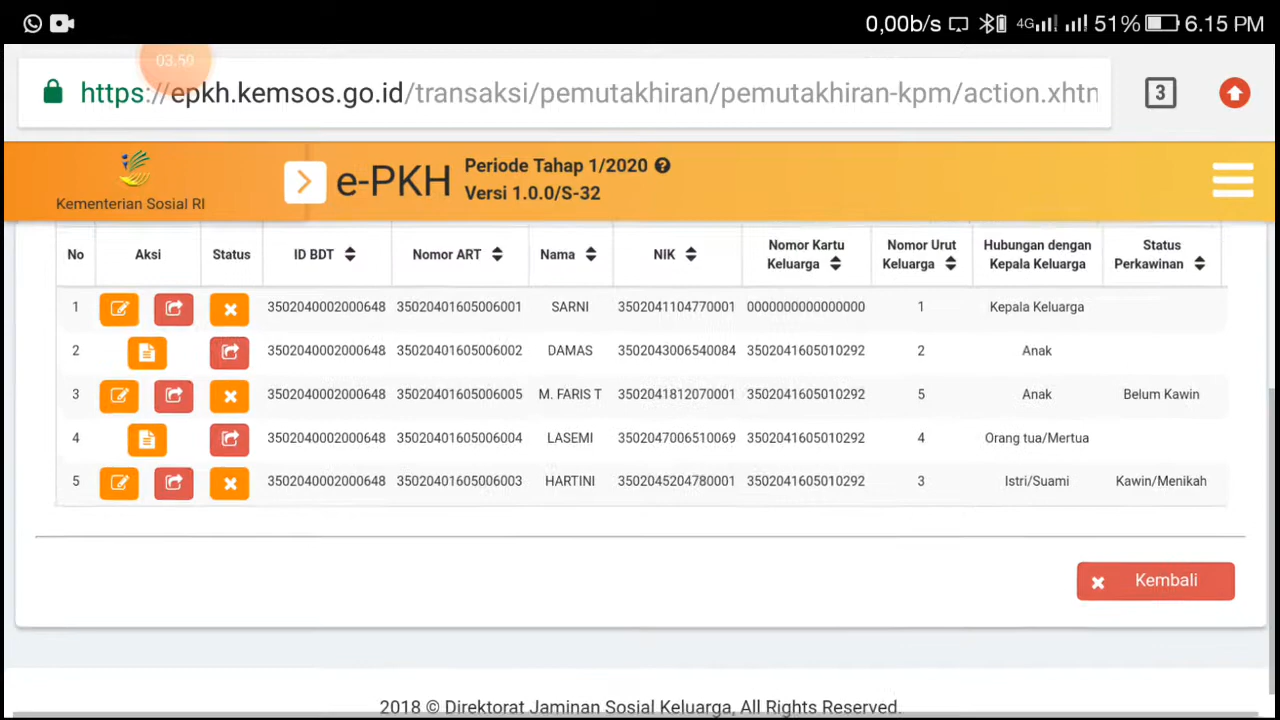 0,00b/s 4G 51% 6.15 PM
03.50
https://epkh.kemsos.go.id/transaksi/pemutakhiran/pemutakhiran-kpm/action.xhtn
3
Kementerian Sosial RI
e-PKH
Periode Tahap 1/2020
Versi 1.0.0/S-32
No Aksi Status ID BDT Nomor ART Nama NIK Nomor Kartu Keluarga Nomor Urut Keluarga Hubungan dengan Kepala Keluarga Status Perkawinan
1 3502040002000648 35020401605006001 SARNI 3502041104770001 0000000000000000 1 Kepala Keluarga
2 3502040002000648 35020401605006002 DAMAS 3502043006540084 3502041605010292 2 Anak
3 3502040002000648 35020401605006005 M. FARIS T 3502041812070001 3502041605010292 5 Anak Belum Kawin
4 3502040002000648 35020401605006004 LASEMI 3502047006510069 3502041605010292 4 Orang tua/Mertua
5 3502040002000648 35020401605006003 HARTINI 3502045204780001 3502041605010292 3 Istri/Suami Kawin/Menikah
Kembali
2018 © Direktorat Jaminan Sosial Keluarga, All Rights Reserved.